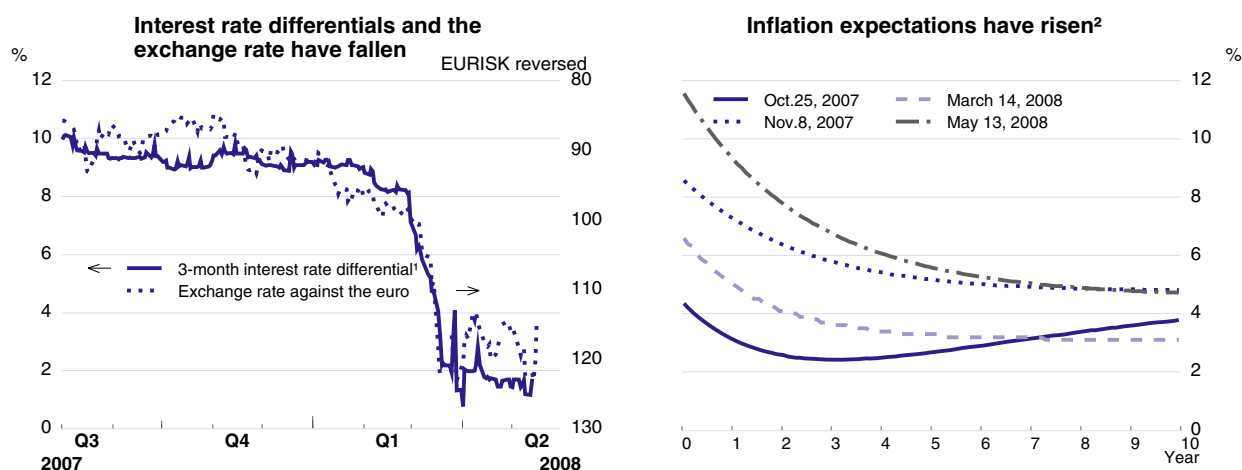 Interest rate differentials and the
exchange rate have fallen
%
EURISK reversed
12
10
8
6
4
2
0
80
90
100
110
120
130
3-month interest rate differential¹
Exchange rate against the euro
Q3
Q4
Q1
Q2
2007
2008
Inflation expectations have risen²
%
Oct.25, 2007
March 14, 2008
Nov.8, 2007
May 13, 2008
12
10
8
6
4
2
0
0 1 2 3 4 5 6 7 8 9 10
Year